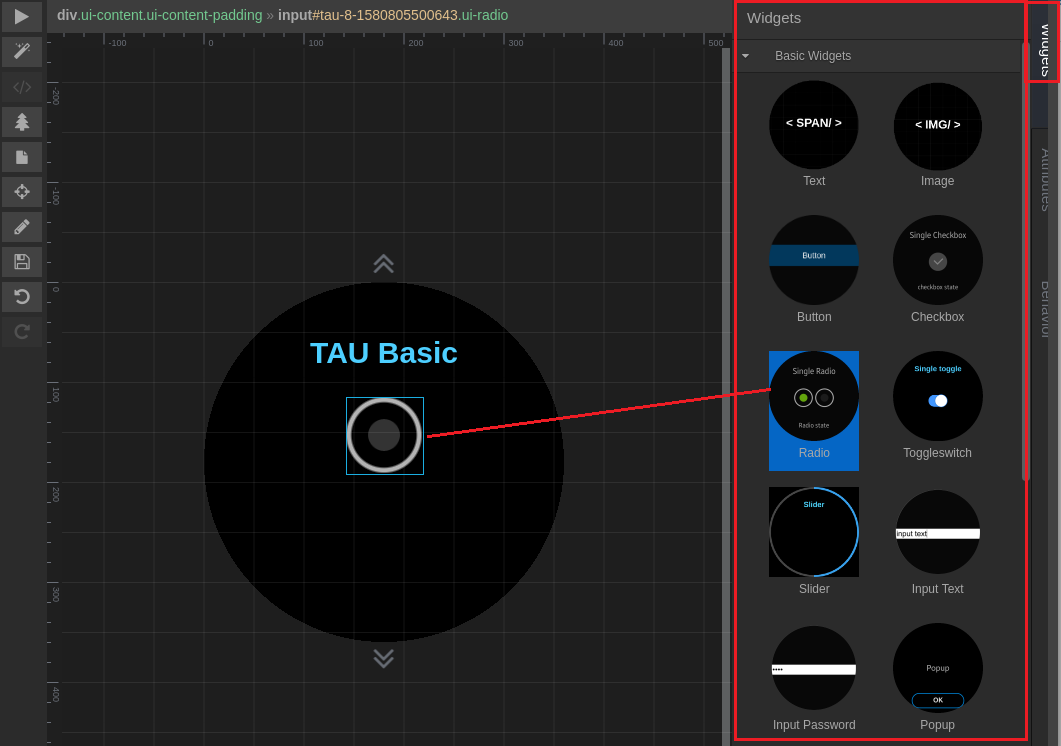 div.ui-content.ui-content-padding » input#tau-8-1580805500643.ui-radio
-100 0 100 200 300 400 500
-200
-100
0
100
200
300
400
TAU Basic
Widgets
Basic Widgets
< SPAN/ >
< IMG/ >
Text
Image
Button
Single Checkbox
checkbox state
Button
Checkbox
Single Radio
Radio state
Single toggle
Radio
Toggleswitch
Slider
input text
Slider
Input Text
Popup
OK
Input Password
Popup
Widgets
Attributes
Behavior